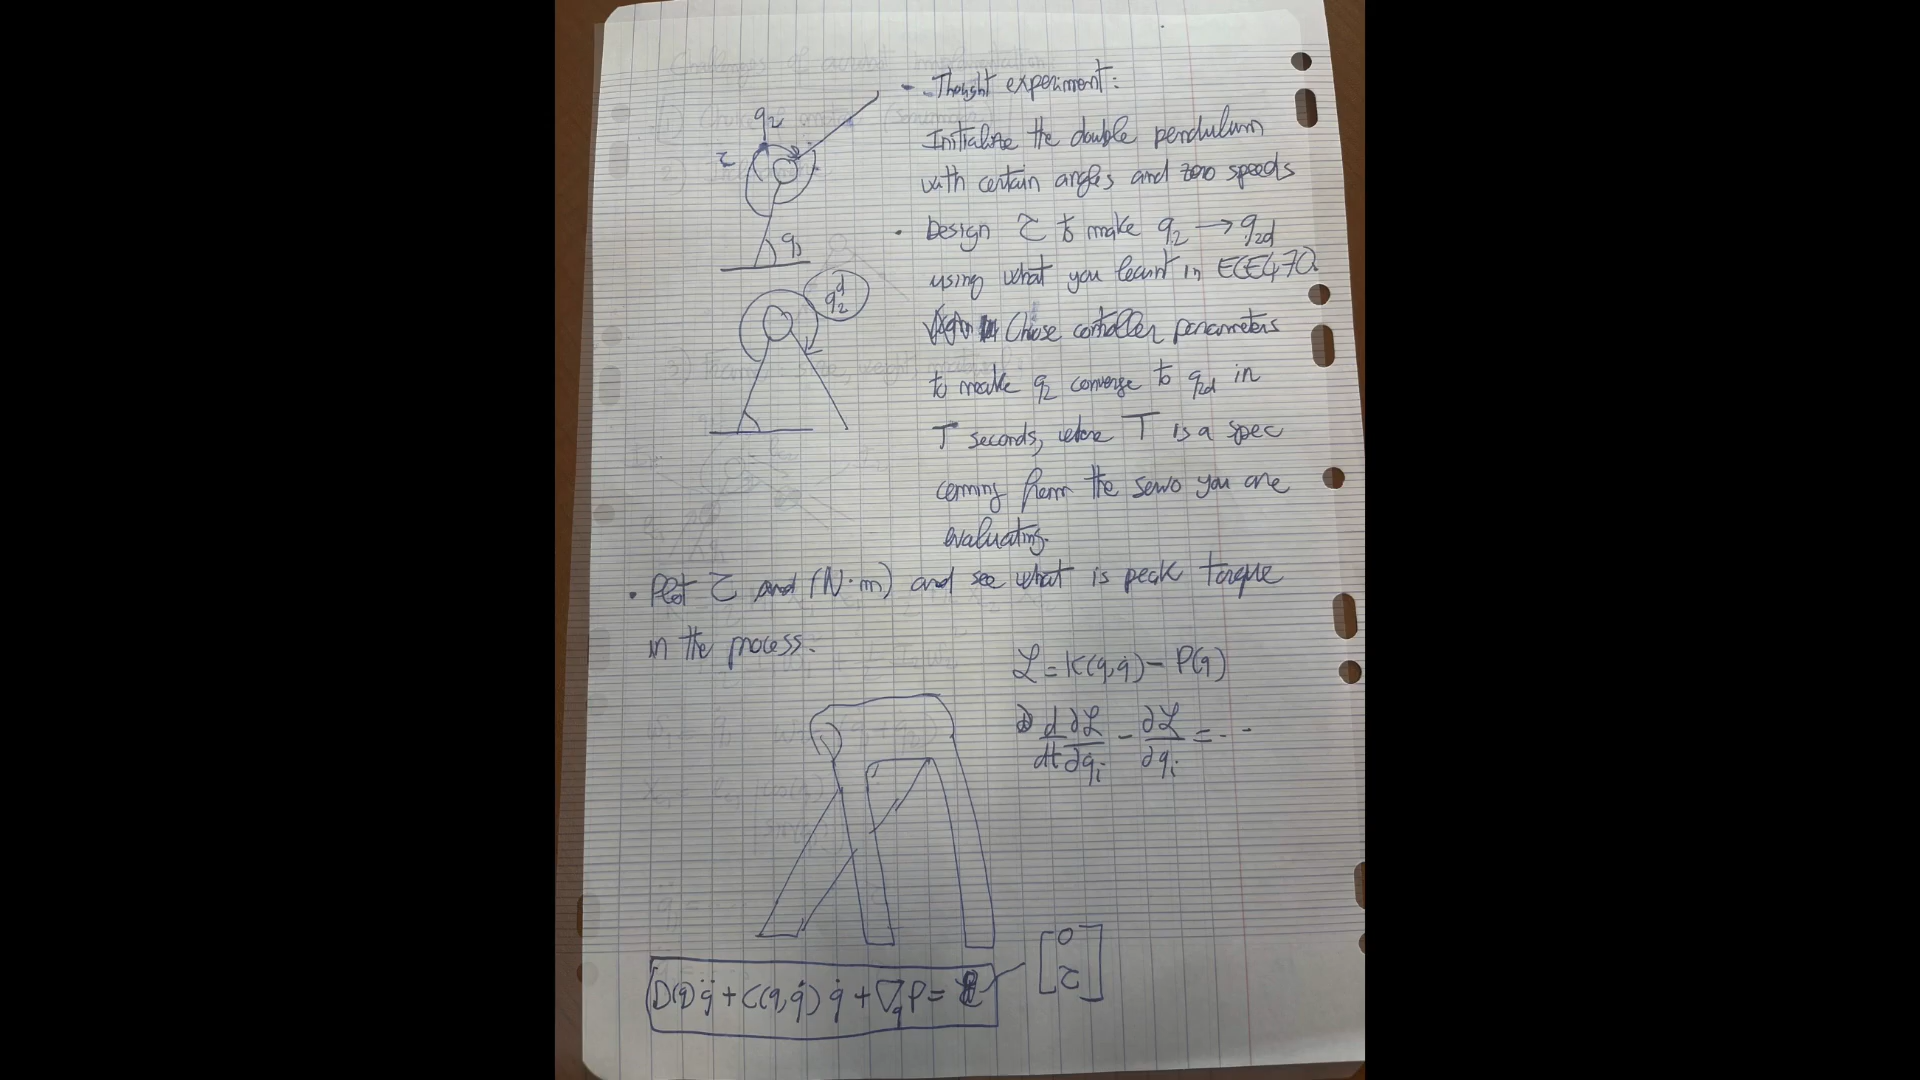 - Thought experiment:
Initialize the double pendulum
with certain angles and zero speeds
q2
τ
q1
• Design τ to make q2 → q2d
using what you learnt in ECE470.
q2^d
Chose controller parameters
to make q2 converge to q2d in
T seconds, where T is a spec
coming from the servo you are
evaluating.
• Plot τ and (N·m) and see what is peak torque
in the process.
ℒ = K(q,q̇) - P(q)
d/dt ∂ℒ/∂q̇i - ∂ℒ/∂qi = - -
[0
τ]
D(q)q̈ + C(q,q̇) q̇ + ∇qP =